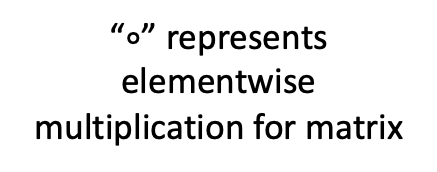 “∘” represents
elementwise
multiplication for matrix